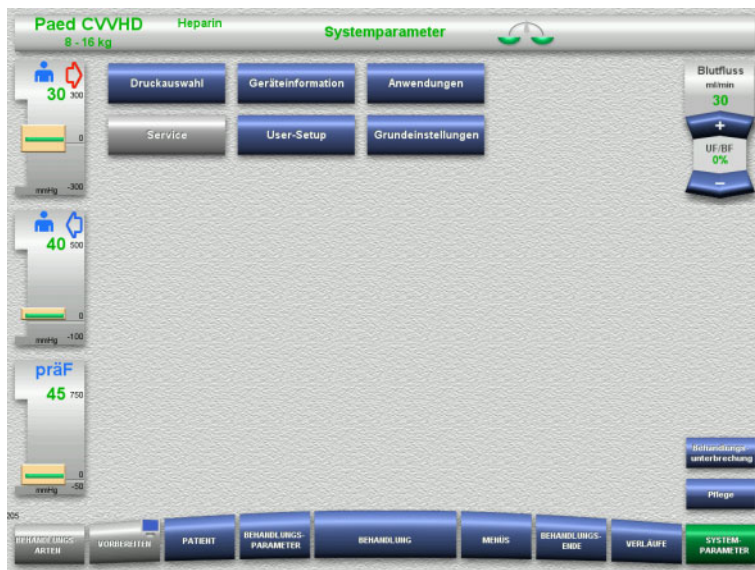 Paed CVVHD Heparin
8 - 16 kg
Systemparameter
30 300
0
mmHg -300
40 500
0
mmHg -100
präF
45 750
0
mmHg -50
Druckauswahl Geräteinformation Anwendungen
Service User-Setup Grundeinstellungen
Blutfluss
ml/min
30
+
UF/BF
0%
–
Behandlungs-
unterbrechung
Pflege
205
BEHANDLUNGS-
ARTEN
VORBEREITEN
PATIENT
BEHANDLUNGS-
PARAMETER
BEHANDLUNG
MENÜS
BEHANDLUNGS-
ENDE
VERLÄUFE
SYSTEM-
PARAMETER